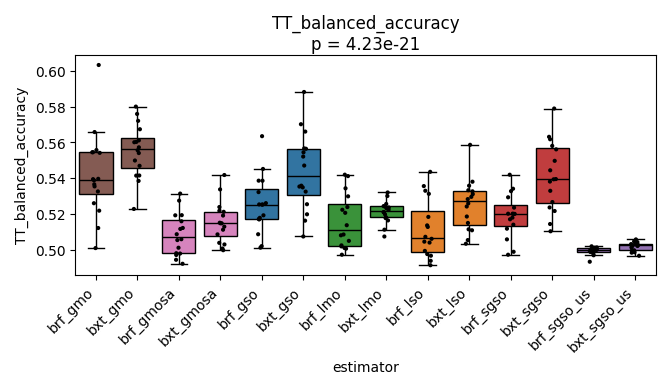 TT_balanced_accuracy
p = 4.23e-21
TT_balanced_accuracy
0.60
0.58
0.56
0.54
0.52
0.50
brf_gmo
bxt_gmo
brf_gmosa
bxt_gmosa
brf_gso
bxt_gso
brf_lmo
bxt_lmo
brf_lso
bxt_lso
brf_sgso
bxt_sgso
brf_sgso_us
bxt_sgso_us
estimator